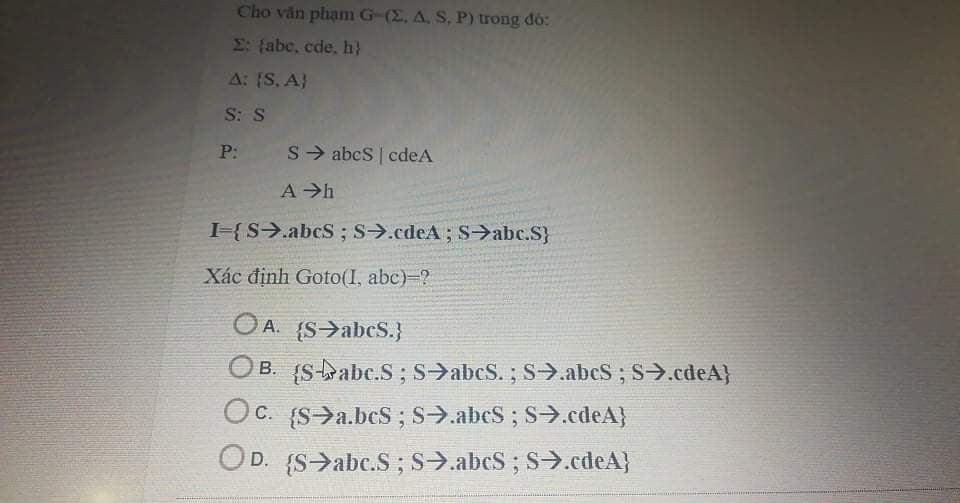 Cho văn phạm G=(Σ, Δ, S, P) trong đó:
Σ: {abc, cde, h}
Δ: {S, A}
S: S
P: S → abcS | cdeA
A →h
I={ S→.abcS ; S→.cdeA ; S→abc.S}
Xác định Goto(I, abc)=?
A. {S→abcS.}
B. {S→abc.S ; S→abcS. ; S→.abcS ; S→.cdeA}
C. {S→a.bcS ; S→.abcS ; S→.cdeA}
D. {S→abc.S ; S→.abcS ; S→.cdeA}